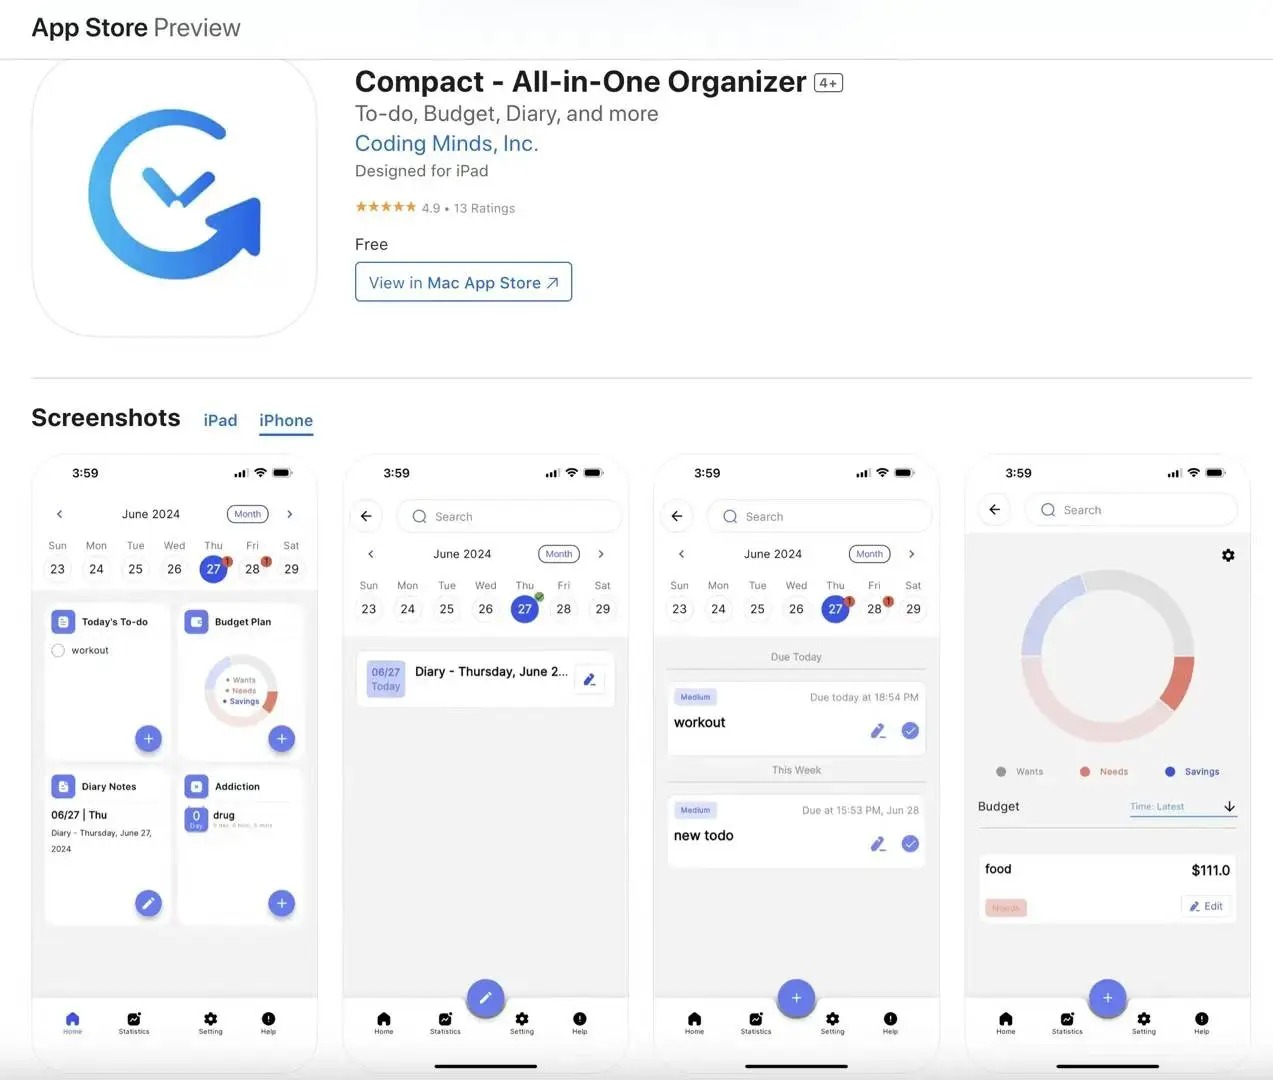 App Store Preview
Compact - All-in-One Organizer 4+
To-do, Budget, Diary, and more
Coding Minds, Inc.
Designed for iPad
★★★★★ 4.9 • 13 Ratings
Free
View in Mac App Store ↗
Screenshots iPad iPhone
3:59
June 2024 Month
Sun Mon Tue Wed Thu Fri Sat
23 24 25 26 27 28 29
1 1
Today's To-do
workout
Budget Plan
• Wants
• Needs
• Savings
Diary Notes
06/27 | Thu
Diary - Thursday, June 27,
2024
Addiction
0
Day
drug
Home Statistics Setting Help
3:59
Search
June 2024 Month
Sun Mon Tue Wed Thu Fri Sat
23 24 25 26 27 28 29
06/27
Today
Diary - Thursday, June 2...
Home Statistics Setting Help
3:59
Search
June 2024 Month
Sun Mon Tue Wed Thu Fri Sat
23 24 25 26 27 28 29
1 1
Due Today
Medium Due today at 18:54 PM
workout
This Week
Medium Due at 15:53 PM, Jun 28
new todo
Home Statistics Setting Help
3:59
Search
Wants Needs Savings
Budget Time: Latest
food $111.0
Needs Edit
Home Statistics Setting Help